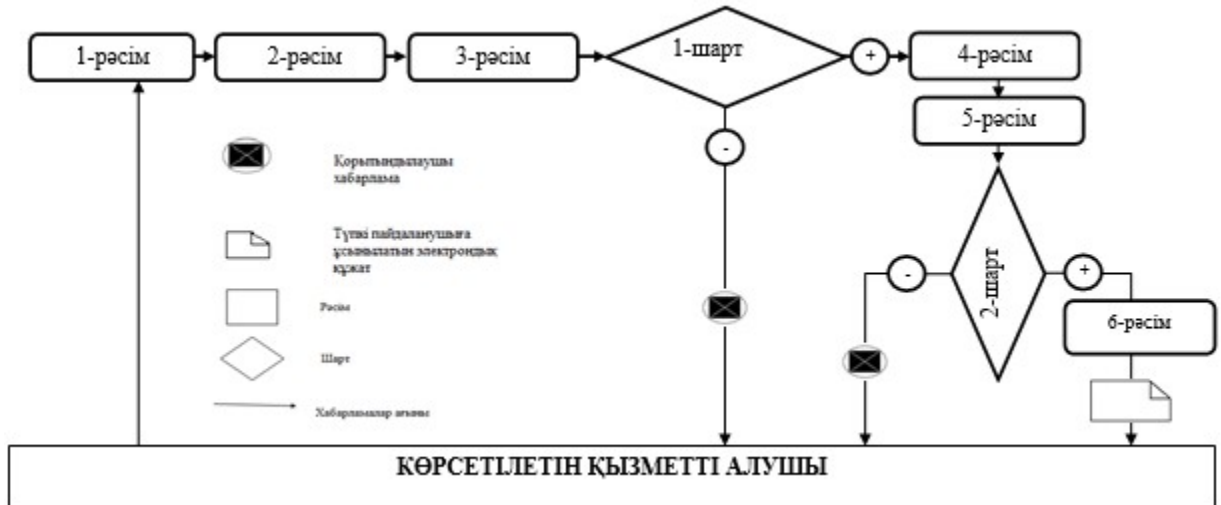 1-рәсім
2-рәсім
3-рәсім
1-шарт
+
4-рәсім
5-рәсім
-
Қорытындылаушы
хабарлама
Түпкі пайдаланушыға
ұсынылатын электрондық
құжат
Рәсім
Шарт
Хабарламалар ағыны
-
2-шарт
+
6-рәсім
КӨРСЕТІЛЕТІН ҚЫЗМЕТТІ АЛУШЫ